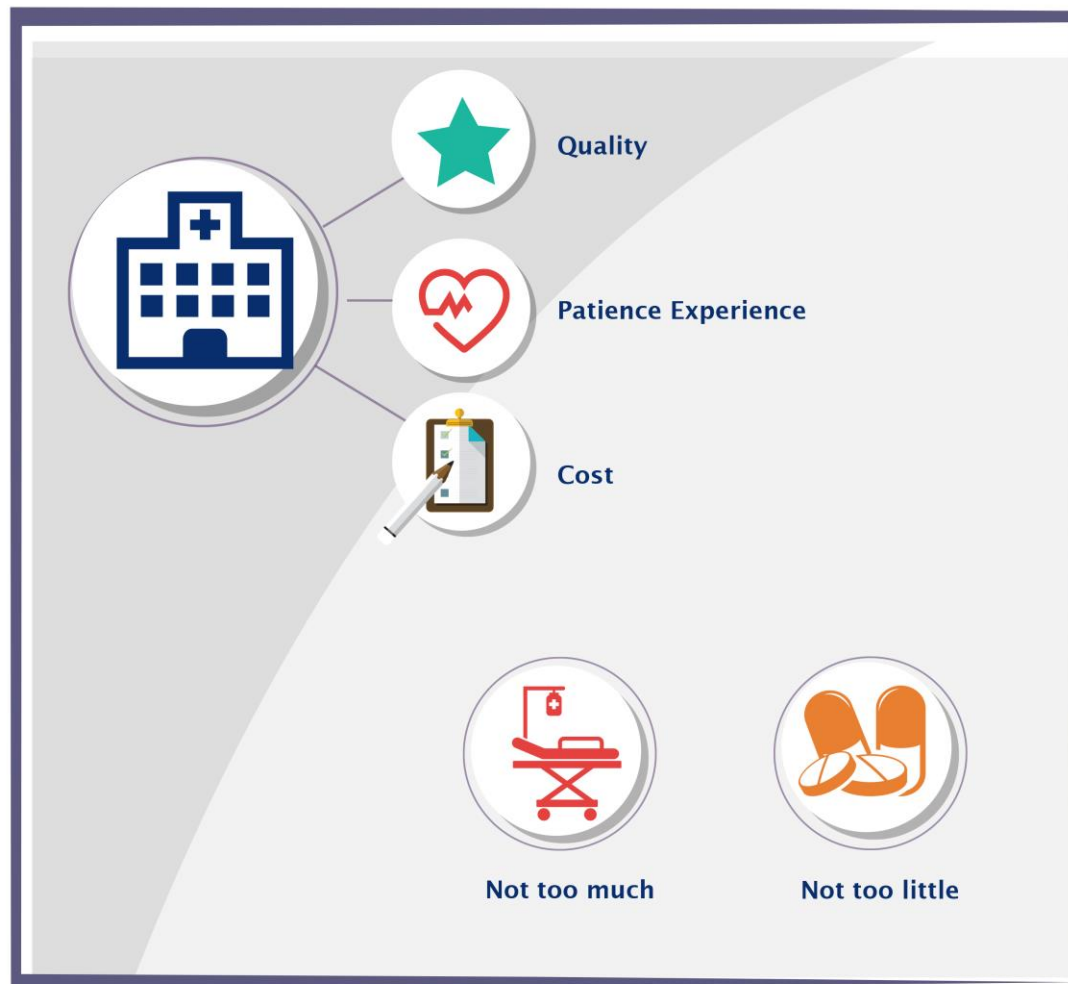 Quality
Patience Experience
Cost
Not too much
Not too little